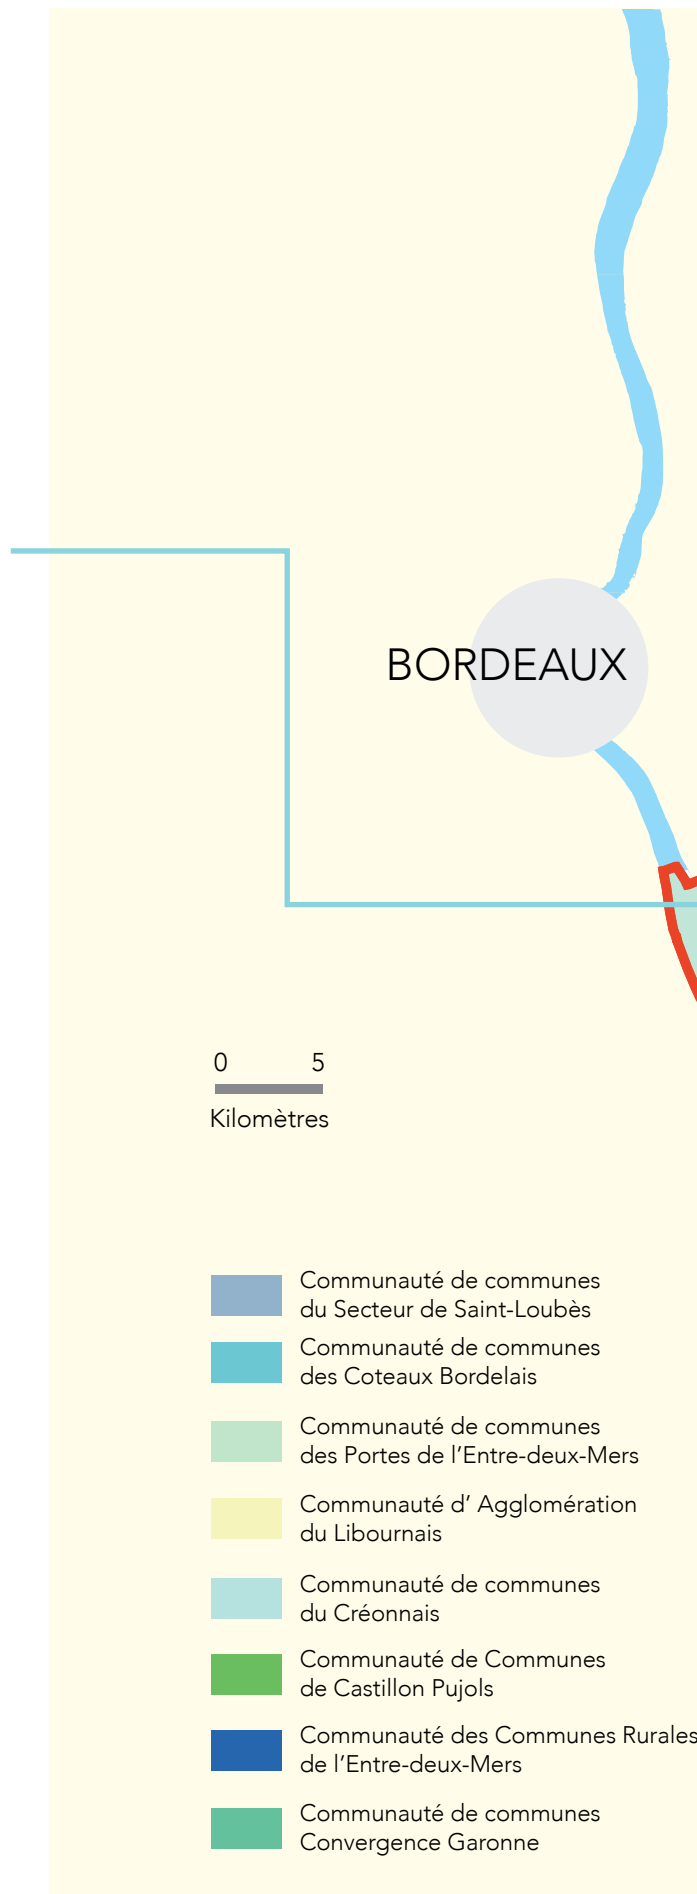 BORDEAUX
0 5
Kilomètres
Communauté de communes
du Secteur de Saint-Loubès
Communauté de communes
des Coteaux Bordelais
Communauté de communes
des Portes de l’Entre-deux-Mers
Communauté d’ Agglomération
du Libournais
Communauté de communes
du Créonnais
Communauté de Communes
de Castillon Pujols
Communauté des Communes Rurales
de l’Entre-deux-Mers
Communauté de communes
Convergence Garonne